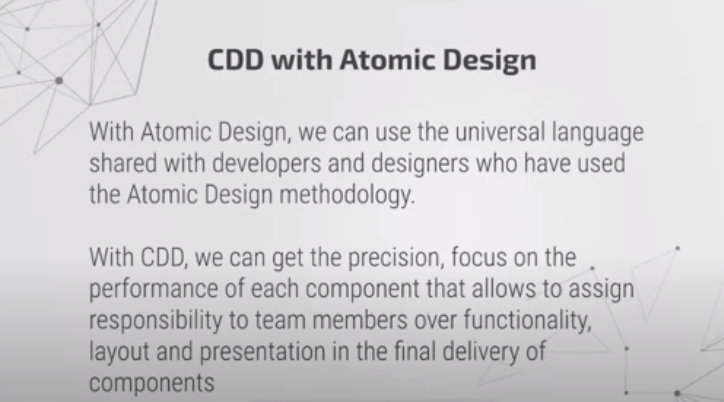 CDD with Atomic Design
With Atomic Design, we can use the universal language
shared with developers and designers who have used
the Atomic Design methodology.
With CDD, we can get the precision, focus on the
performance of each component that allows to assign
responsibility to team members over functionality,
layout and presentation in the final delivery of
components